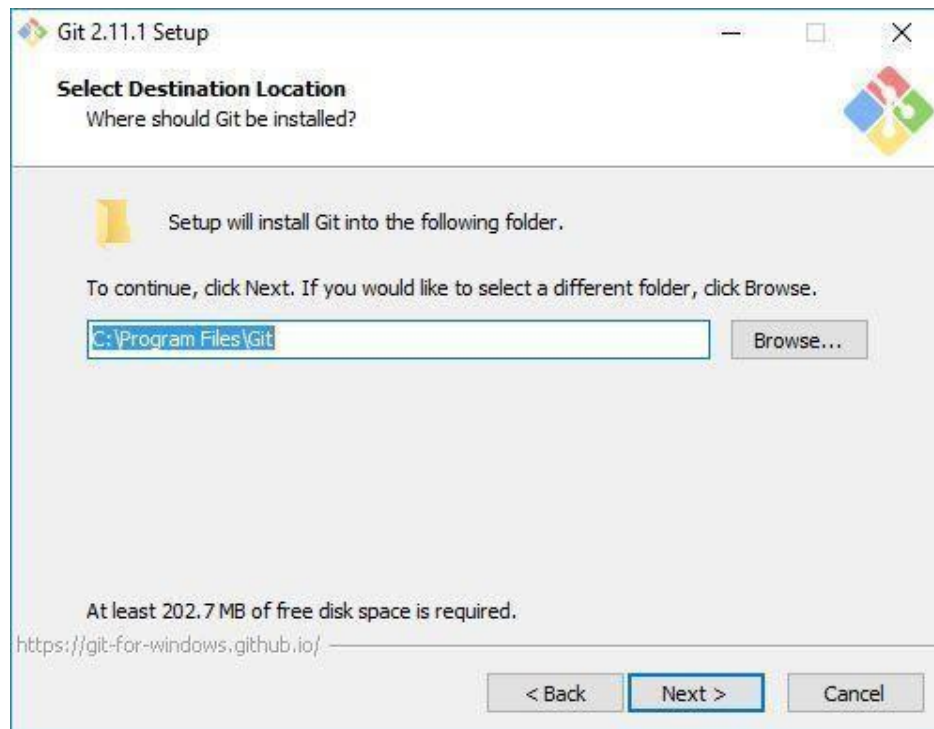 Git 2.11.1 Setup
Select Destination Location
Where should Git be installed?
Setup will install Git into the following folder.
To continue, click Next. If you would like to select a different folder, click Browse.
C:\Program Files\Git
Browse...
At least 202.7 MB of free disk space is required.
https://git-for-windows.github.io/
< Back
Next >
Cancel